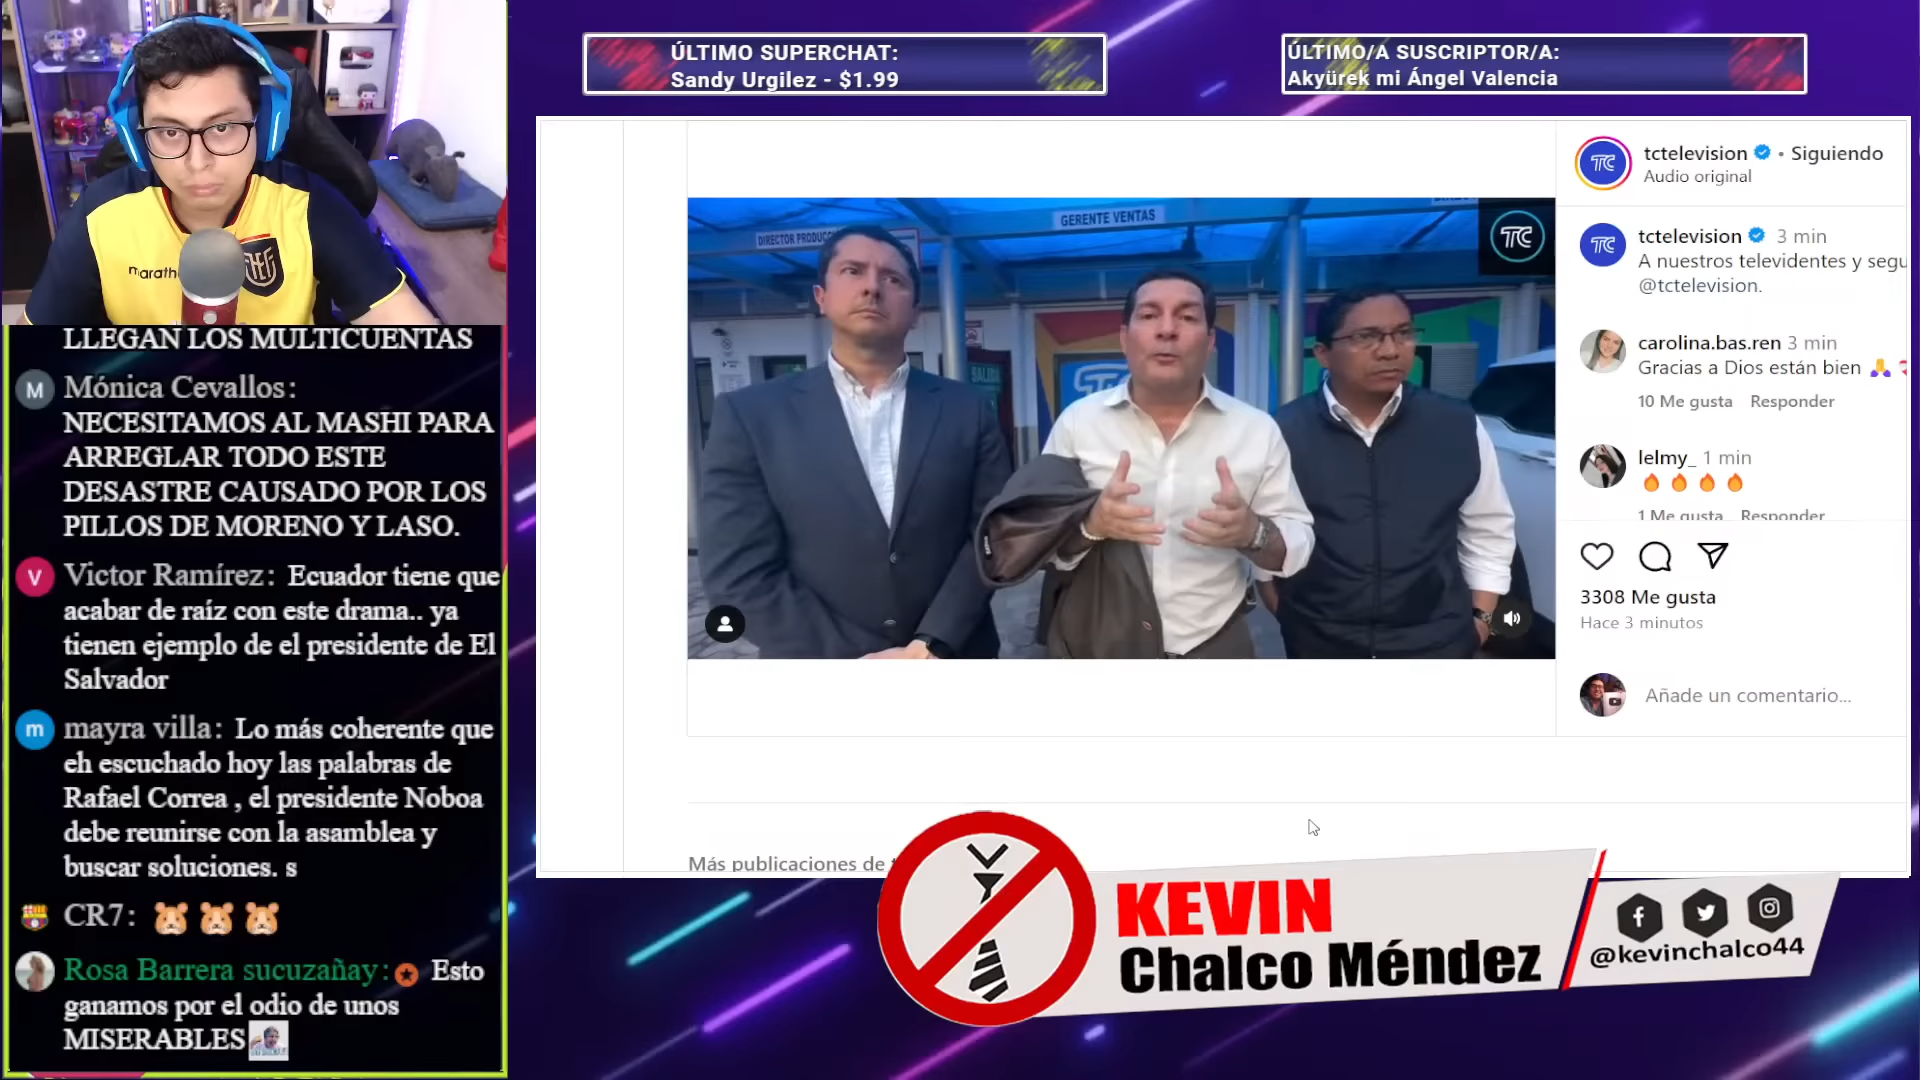 ÚLTIMO SUPERCHAT:
Sandy Urgilez - $1.99
ÚLTIMO/A SUSCRIPTOR/A:
Akyürek mi Ángel Valencia
marath
LLEGAN LOS MULTICUENTAS
M
Mónica Cevallos:
NECESITAMOS AL MASHI PARA
ARREGLAR TODO ESTE
DESASTRE CAUSADO POR LOS
PILLOS DE MORENO Y LASO.
V
Victor Ramírez: Ecuador tiene que
acabar de raíz con este drama.. ya
tienen ejemplo de el presidente de El
Salvador
m
mayra villa: Lo más coherente que
eh escuchado hoy las palabras de
Rafael Correa , el presidente Noboa
debe reunirse con la asamblea y
buscar soluciones. s
CR7:
Rosa Barrera sucuzañay: Esto
ganamos por el odio de unos
MISERABLES
DIRECTOR PRODUCC
GERENTE VENTAS
SALIDA
TC
TC
tctelevision • Siguiendo
Audio original
TC
tctelevision 3 min
A nuestros televidentes y segu
@tctelevision.
carolina.bas.ren 3 min
Gracias a Dios están bien
10 Me gusta Responder
lelmy_ 1 min
1 Me gusta Responder
3308 Me gusta
Hace 3 minutos
Añade un comentario...
Más publicaciones de t
KEVIN
Chalco Méndez
@kevinchalco44